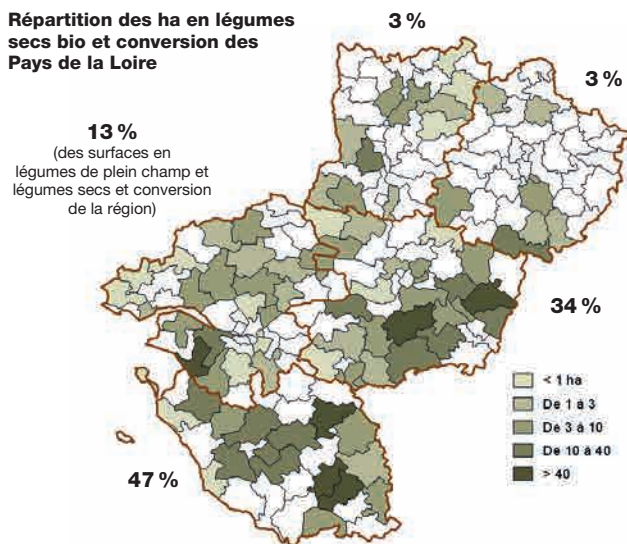 Répartition des ha en légumes
secs bio et conversion des
Pays de la Loire
3 %
3 %
13 %
(des surfaces en
légumes de plein champ et
légumes secs et conversion
de la région)
34 %
47 %
< 1 ha
De 1 à 3
De 3 à 10
De 10 à 40
> 40